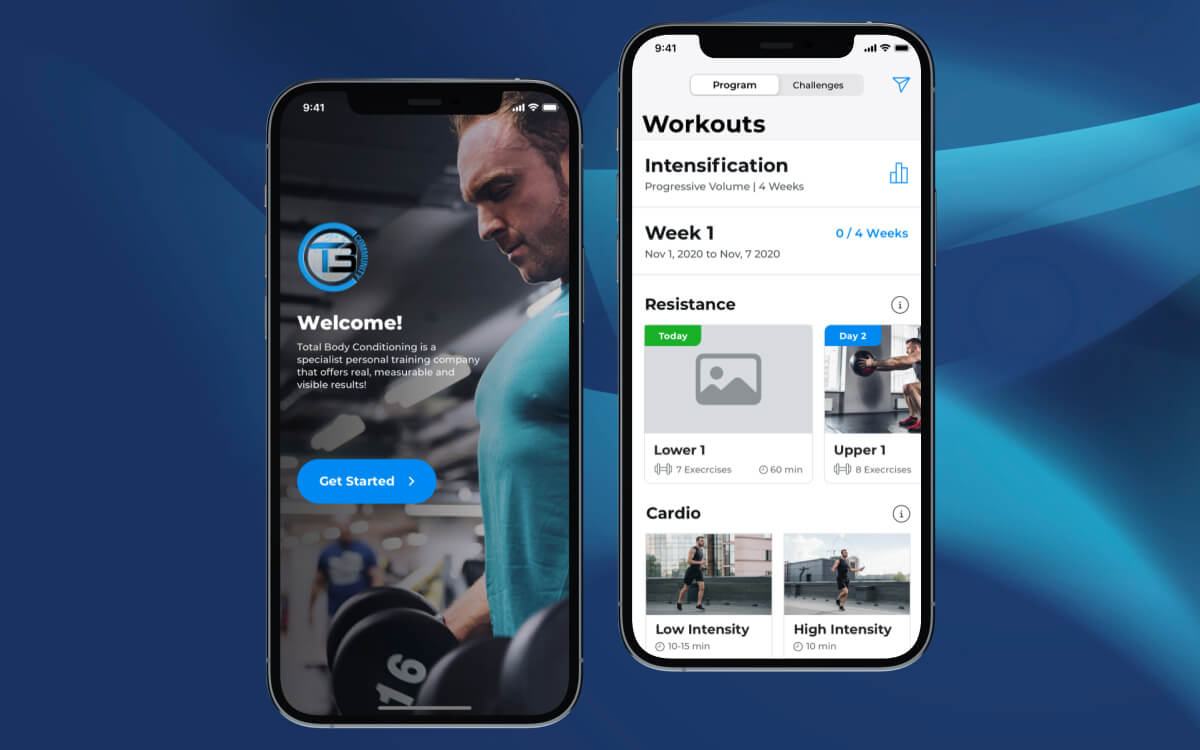 9:41
TB
COMMUNITY
Welcome!
Total Body Conditioning is a
specialist personal training company
that offers real, measurable and
visible results!
Get Started
16
9:41
Program
Challenges
Workouts
Intensification
Progressive Volume | 4 Weeks
Week 1
0 / 4 Weeks
Nov 1, 2020 to Nov, 7 2020
Resistance
Today
Day 2
Lower 1
7 Execrcises
60 min
Upper 1
8 Execrcises
Cardio
Low Intensity
10-15 min
High Intensity
10 min